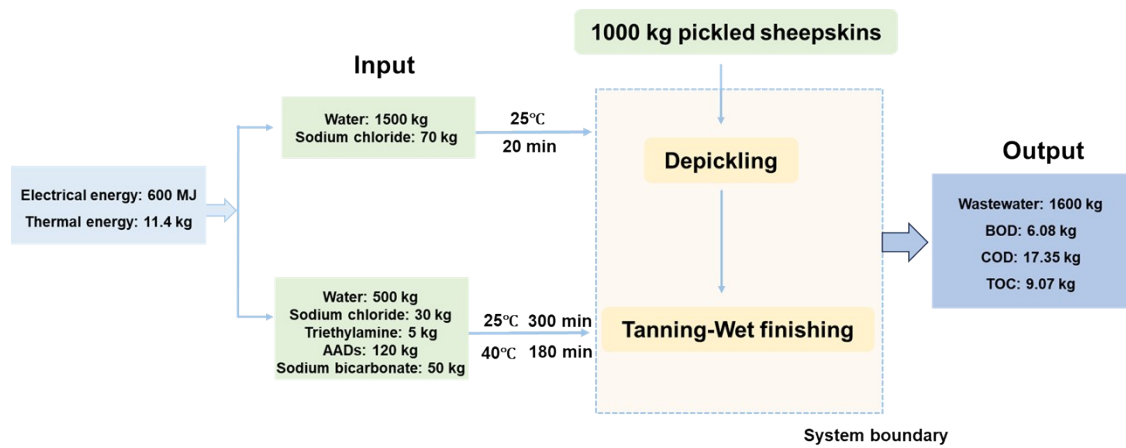 1000 kg pickled sheepskins
Input
Water: 1500 kg
Sodium chloride: 70 kg
25℃
20 min
Depickling
Electrical energy: 600 MJ
Thermal energy: 11.4 kg
Output
Wastewater: 1600 kg
BOD: 6.08 kg
COD: 17.35 kg
TOC: 9.07 kg
Water: 500 kg
Sodium chloride: 30 kg
Triethylamine: 5 kg
AADs: 120 kg
Sodium bicarbonate: 50 kg
25℃ 300 min
40℃ 180 min
Tanning-Wet finishing
System boundary